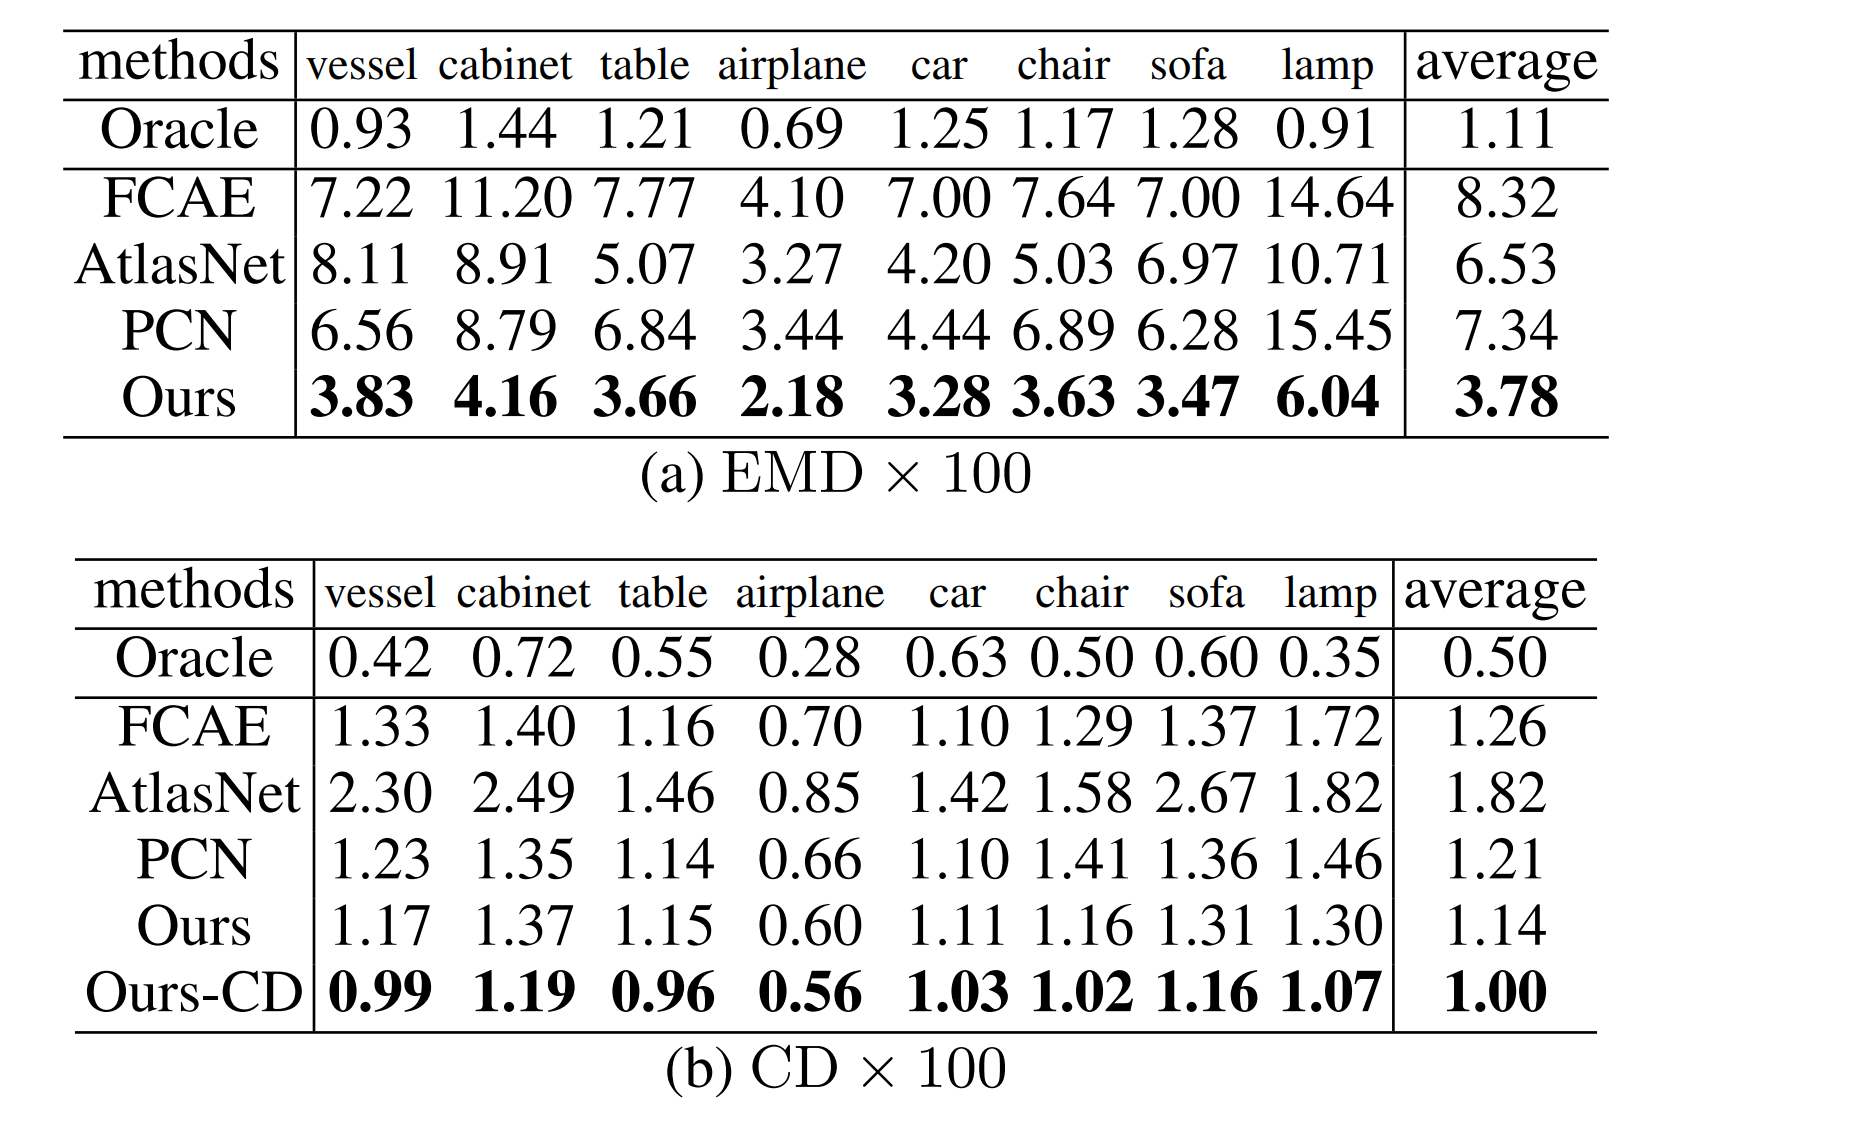 methods vessel cabinet table airplane car chair sofa lamp average
Oracle 0.93 1.44 1.21 0.69 1.25 1.17 1.28 0.91 1.11
FCAE 7.22 11.20 7.77 4.10 7.00 7.64 7.00 14.64 8.32
AtlasNet 8.11 8.91 5.07 3.27 4.20 5.03 6.97 10.71 6.53
PCN 6.56 8.79 6.84 3.44 4.44 6.89 6.28 15.45 7.34
Ours 3.83 4.16 3.66 2.18 3.28 3.63 3.47 6.04 3.78
(a) EMD × 100
methods vessel cabinet table airplane car chair sofa lamp average
Oracle 0.42 0.72 0.55 0.28 0.63 0.50 0.60 0.35 0.50
FCAE 1.33 1.40 1.16 0.70 1.10 1.29 1.37 1.72 1.26
AtlasNet 2.30 2.49 1.46 0.85 1.42 1.58 2.67 1.82 1.82
PCN 1.23 1.35 1.14 0.66 1.10 1.41 1.36 1.46 1.21
Ours 1.17 1.37 1.15 0.60 1.11 1.16 1.31 1.30 1.14
Ours-CD 0.99 1.19 0.96 0.56 1.03 1.02 1.16 1.07 1.00
(b) CD × 100